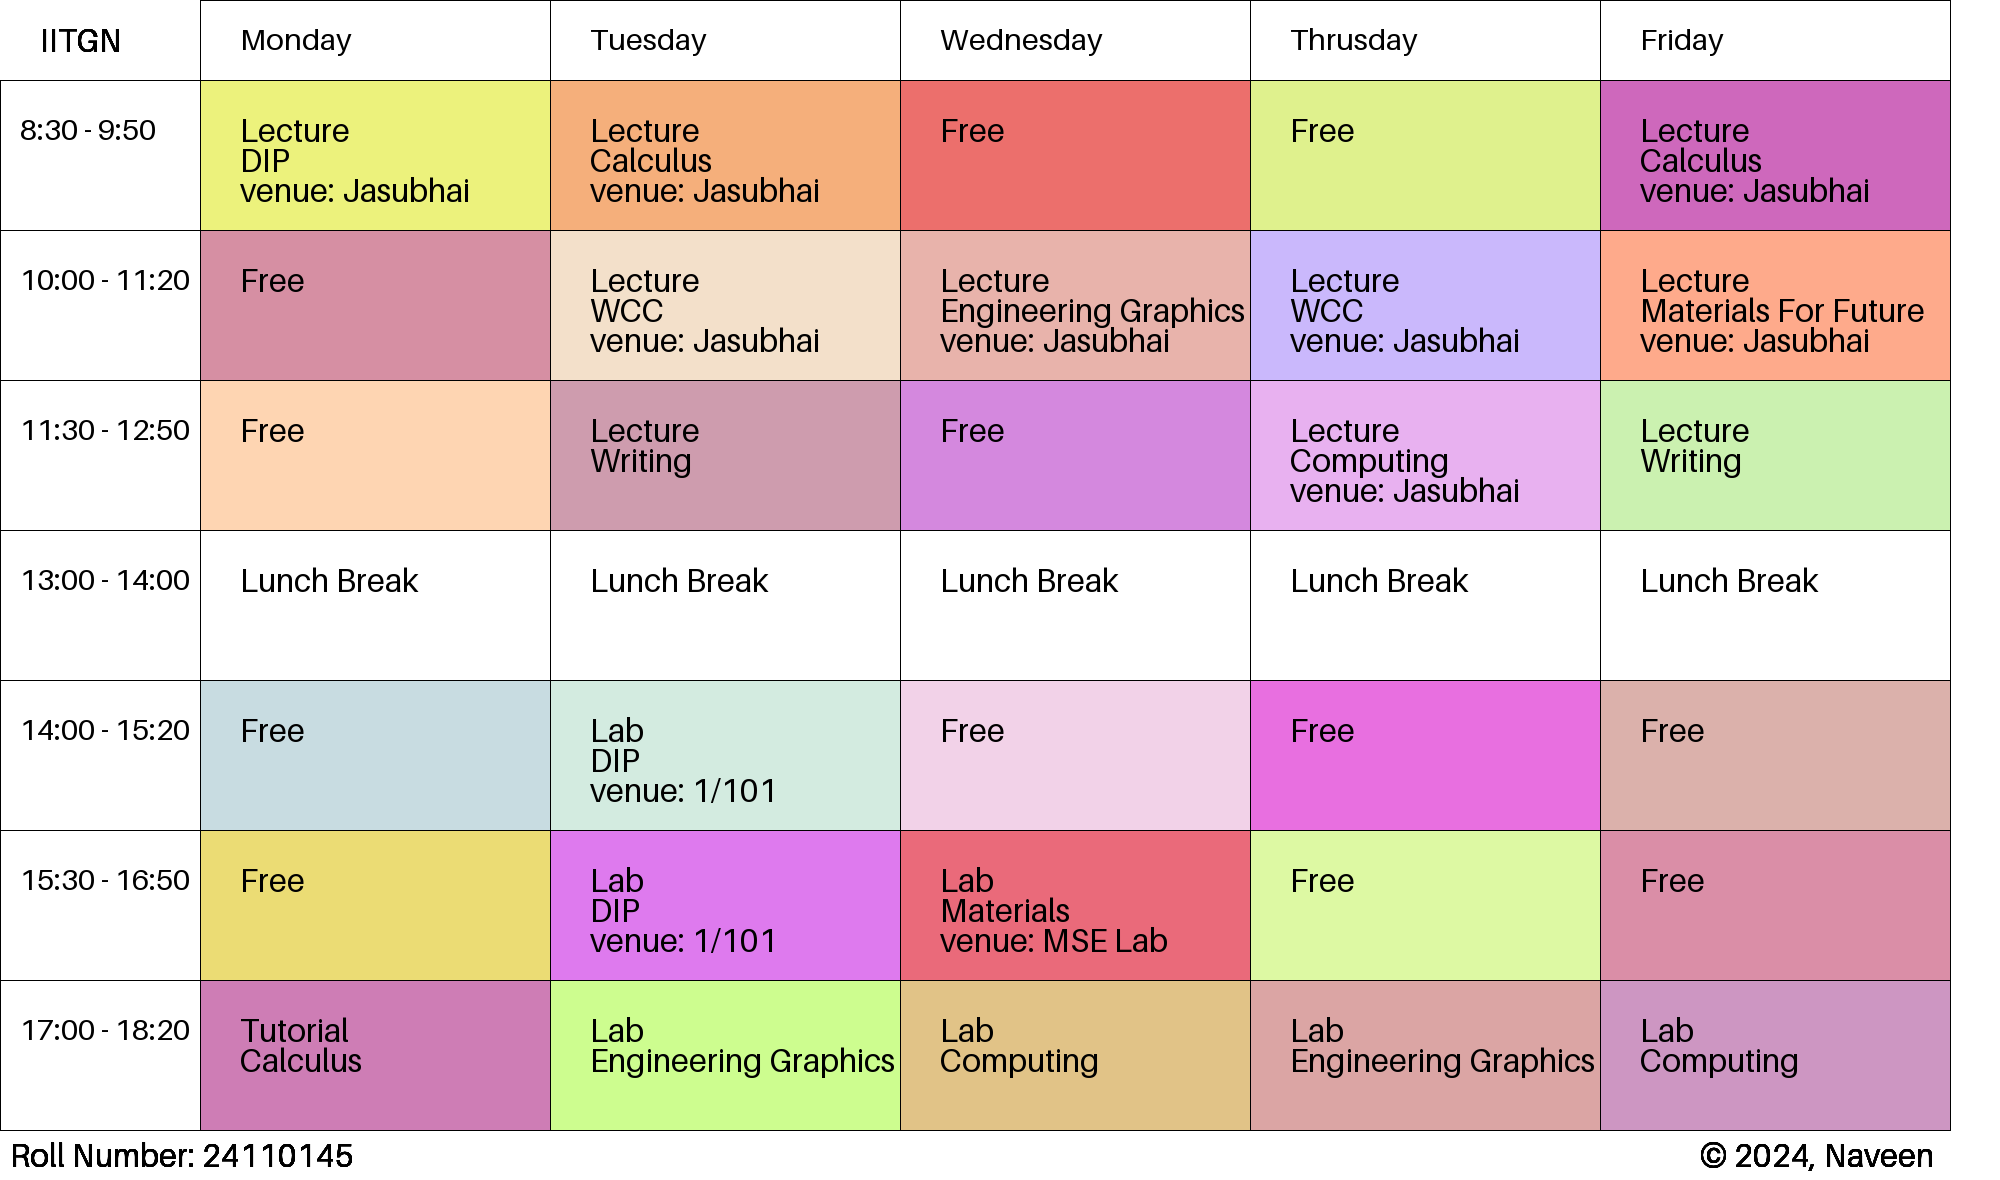 IITGN Monday Tuesday Wednesday Thrusday Friday
8:30 - 9:50
Lecture
DIP
venue: Jasubhai
Lecture
Calculus
venue: Jasubhai
Free
Free
Lecture
Calculus
venue: Jasubhai
10:00 - 11:20
Free
Lecture
WCC
venue: Jasubhai
Lecture
Engineering Graphics
venue: Jasubhai
Lecture
WCC
venue: Jasubhai
Lecture
Materials For Future
venue: Jasubhai
11:30 - 12:50
Free
Lecture
Writing
Free
Lecture
Computing
venue: Jasubhai
Lecture
Writing
13:00 - 14:00
Lunch Break
Lunch Break
Lunch Break
Lunch Break
Lunch Break
14:00 - 15:20
Free
Lab
DIP
venue: 1/101
Free
Free
Free
15:30 - 16:50
Free
Lab
DIP
venue: 1/101
Lab
Materials
venue: MSE Lab
Free
Free
17:00 - 18:20
Tutorial
Calculus
Lab
Engineering Graphics
Lab
Computing
Lab
Engineering Graphics
Lab
Computing
Roll Number: 24110145
© 2024, Naveen